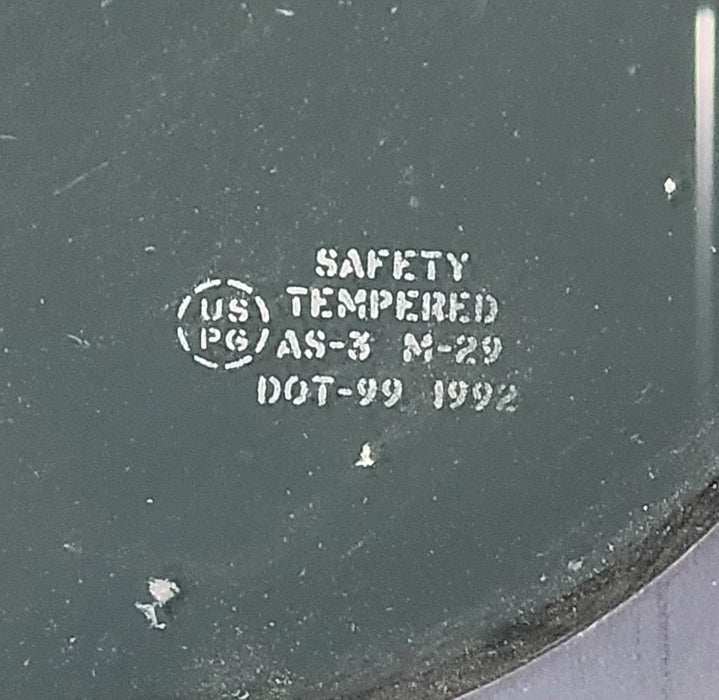 SAFETY
TEMPERED
US
PG
AS-3 M-29
DOT-99 1992